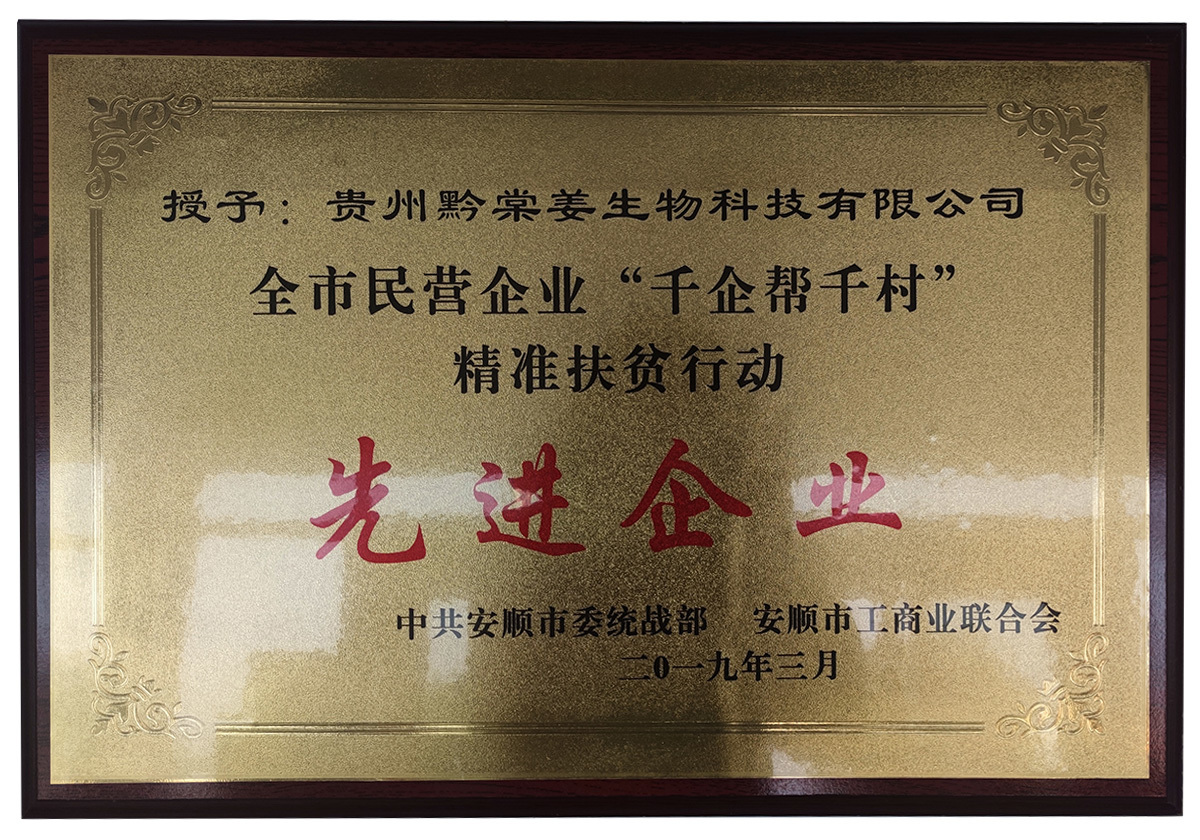 授予：贵州黔棠姜生物科技有限公司
全市民营企业“千企帮千村”
精准扶贫行动
先进企业
中共安顺市委统战部 安顺市工商业联合会
二0一九年三月